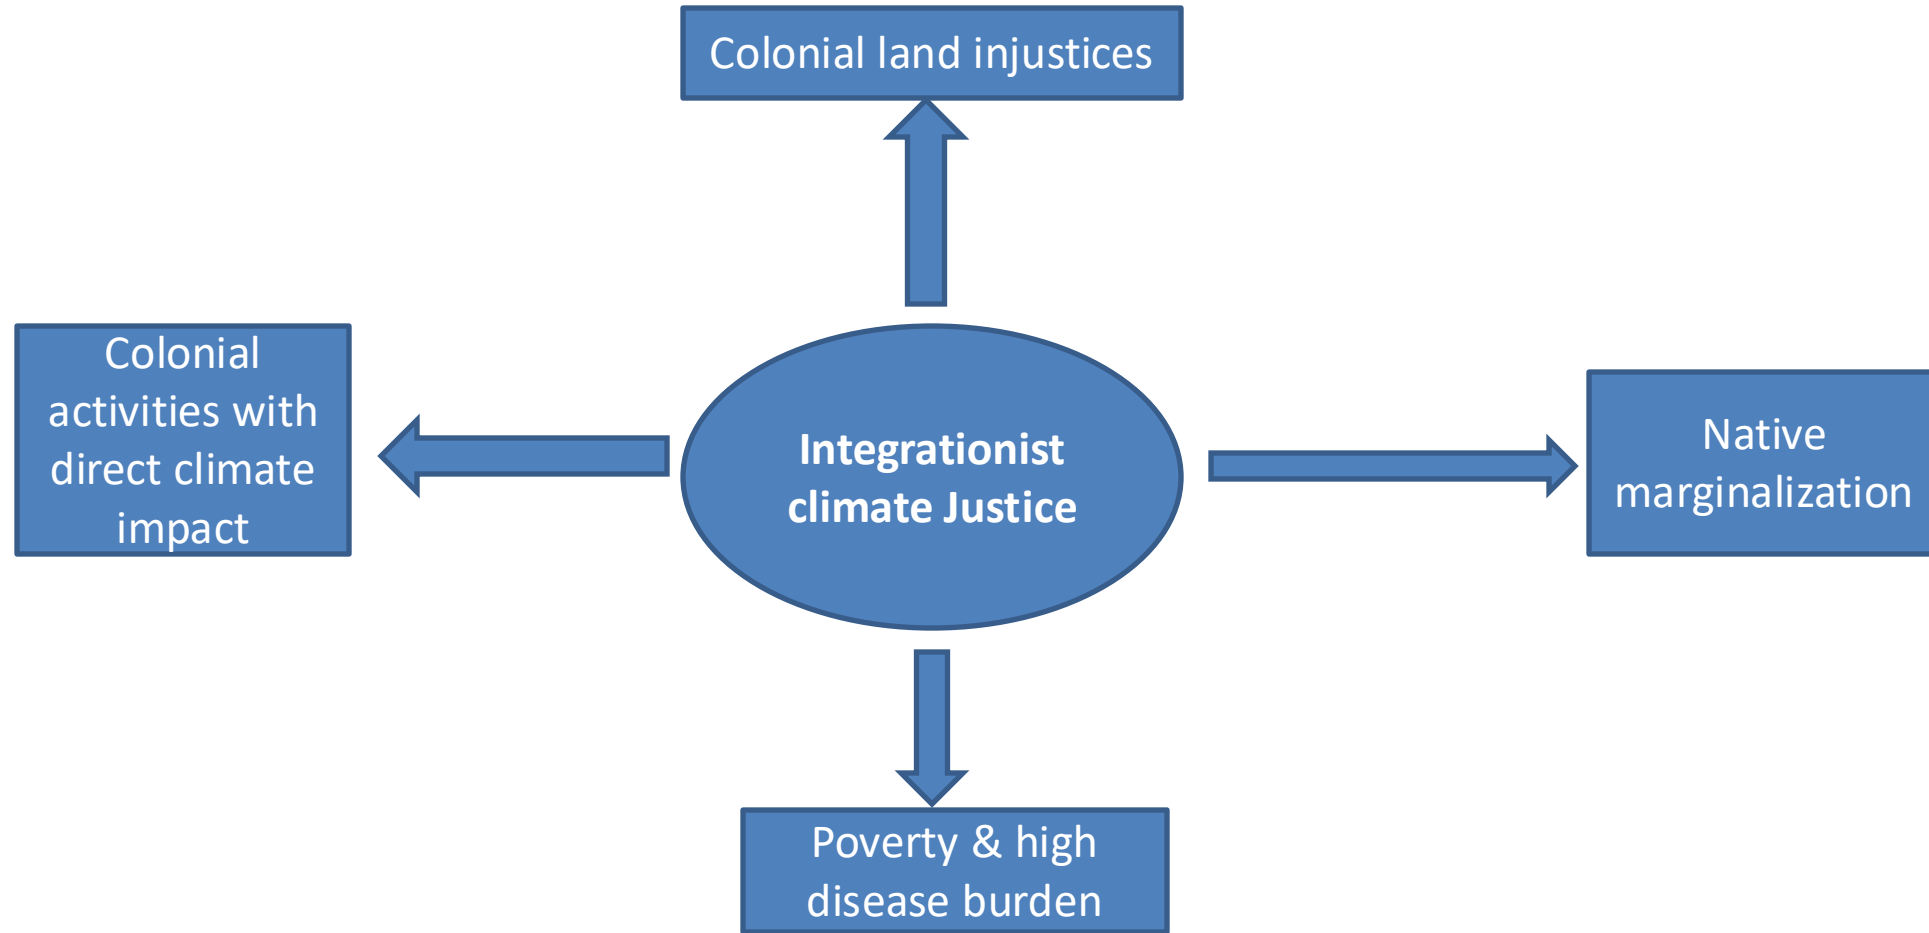 Colonial land injustices
Colonial
activities with
direct climate
impact
Integrationist
climate Justice
Native
marginalization
Poverty & high
disease burden